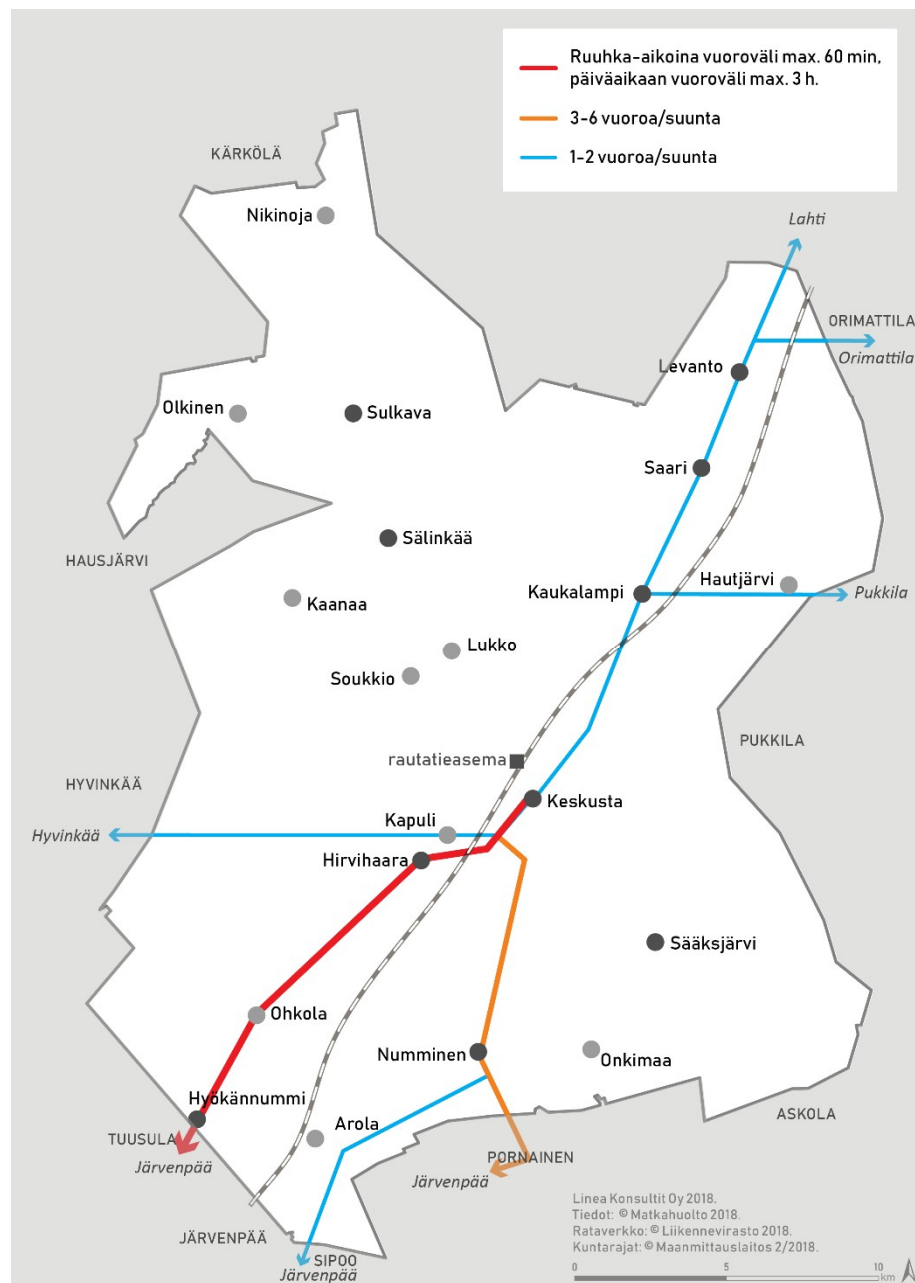 Ruuhka-aikoina vuoroväli max. 60 min,
päiväaikaan vuoroväli max. 3 h.
3-6 vuoroa/suunta
1-2 vuoroa/suunta
KÄRKÖLÄ
Nikinoja
Lahti
ORIMATTILA
Orimattila
Levanto
Olkinen
Sulkava
Saari
Sälinkää
HAUSJÄRVI
Hautjärvi
Kaukalampi
Pukkila
Kaanaa
Lukko
Soukkio
PUKKILA
rautatieasema
HYVINKÄÄ
Keskusta
Kapuli
Hyvinkää
Hirvihaara
Sääksjärvi
Ohkola
Numminen
Onkimaa
Hyökännummi
ASKOLA
Arola
TUUSULA
Järvenpää
PORNAINEN
Järvenpää
Linea Konsultit Oy 2018.
Tiedot: © Matkahuolto 2018.
Rataverkko: © Liikennevirasto 2018.
Kuntarajat: © Maanmittauslaitos 2/2018.
JÄRVENPÄÄ
SIPOO
Järvenpää
0 5 10
km